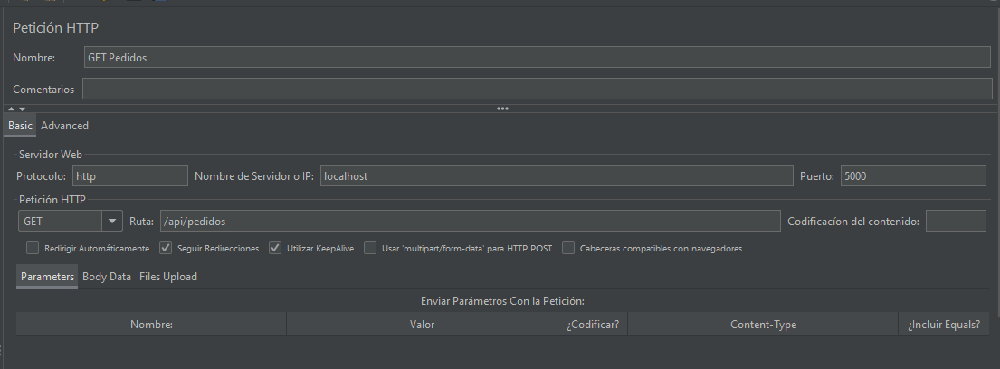 Petición HTTP
Nombre: GET Pedidos
Comentarios
Basic Advanced
Servidor Web
Protocolo: http Nombre de Servidor o IP: localhost Puerto: 5000
Petición HTTP
GET Ruta: /api/pedidos Codificacíon del contenido:
Redirigir Automáticamente Seguir Redirecciones Utilizar KeepAlive Usar 'multipart/form-data' para HTTP POST Cabeceras compatibles con navegadores
Parameters Body Data Files Upload
Enviar Parámetros Con la Petición:
Nombre: Valor ¿Codificar? Content-Type ¿Incluir Equals?